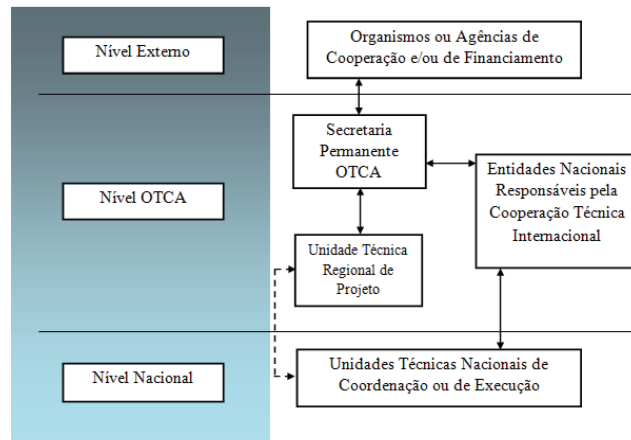 Nível Externo
Organismos ou Agências de
Cooperação e/ou de Financiamento
Nível OTCA
Secretaria
Permanente
OTCA
Entidades Nacionais
Responsáveis pela
Cooperação Técnica
Internacional
Unidade Técnica
Regional de
Projeto
Nível Nacional
Unidades Técnicas Nacionais de
Coordenação ou de Execução